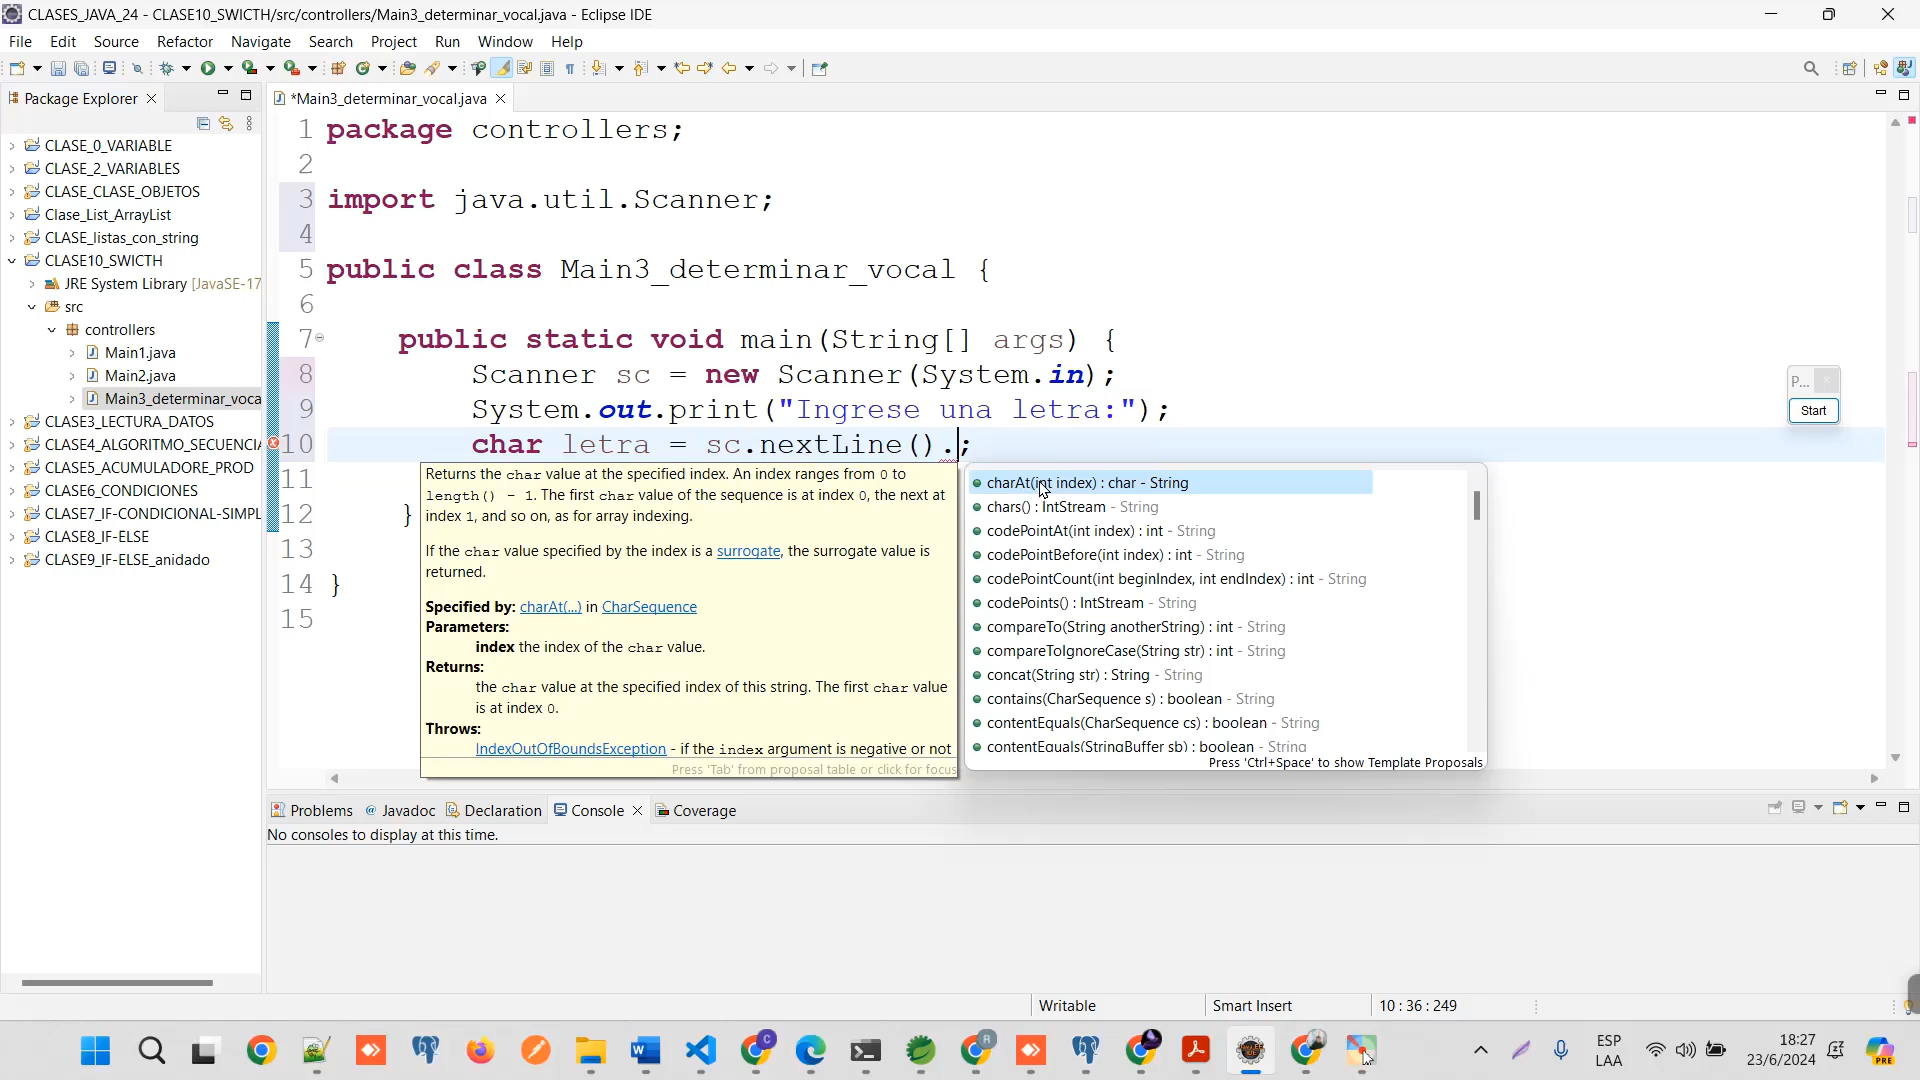 CLASES_JAVA_24 - CLASE10_SWICTH/src/controllers/Main3_determinar_vocal.java - Eclipse IDE
File Edit Source Refactor Navigate Search Project Run Window Help
Package Explorer
*Main3_determinar_vocal.java
CLASE_0_VARIABLE
CLASE_2_VARIABLES
CLASE_CLASE_OBJETOS
Clase_List_ArrayList
CLASE_listas_con_string
CLASE10_SWICTH
JRE System Library [JavaSE-17
src
controllers
Main1.java
Main2.java
Main3_determinar_voca
CLASE3_LECTURA_DATOS
CLASE4_ALGORITMO_SECUENCIA
CLASE5_ACUMULADORE_PROD
CLASE6_CONDICIONES
CLASE7_IF-CONDICIONAL-SIMPL
CLASE8_IF-ELSE
CLASE9_IF-ELSE_anidado
1 package controllers;
2
3 import java.util.Scanner;
4
5 public class Main3_determinar_vocal {
6
7 public static void main(String[] args) {
8 Scanner sc = new Scanner(System.in);
9 System.out.print("Ingrese una letra:");
10 char letra = sc.nextLine().;
11
12 }
13
14 }
15
Returns the char value at the specified index. An index ranges from 0 to
length() - 1. The first char value of the sequence is at index 0, the next at
index 1, and so on, as for array indexing.
If the char value specified by the index is a surrogate, the surrogate value is
returned.
Specified by: charAt(...) in CharSequence
Parameters:
index the index of the char value.
Returns:
the char value at the specified index of this string. The first char value
is at index 0.
Throws:
IndexOutOfBoundsException - if the index argument is negative or not
Press 'Tab' from proposal table or click for focus
charAt(int index) : char - String
chars() : IntStream - String
codePointAt(int index) : int - String
codePointBefore(int index) : int - String
codePointCount(int beginIndex, int endIndex) : int - String
codePoints() : IntStream - String
compareTo(String anotherString) : int - String
compareToIgnoreCase(String str) : int - String
concat(String str) : String - String
contains(CharSequence s) : boolean - String
contentEquals(CharSequence cs) : boolean - String
contentEquals(StringBuffer sb) : boolean - String
Press 'Ctrl+Space' to show Template Proposals
P...
Start
Problems Javadoc Declaration Console Coverage
No consoles to display at this time.
Writable Smart Insert 10 : 36 : 249
ESP
LAA
18:27
23/6/2024